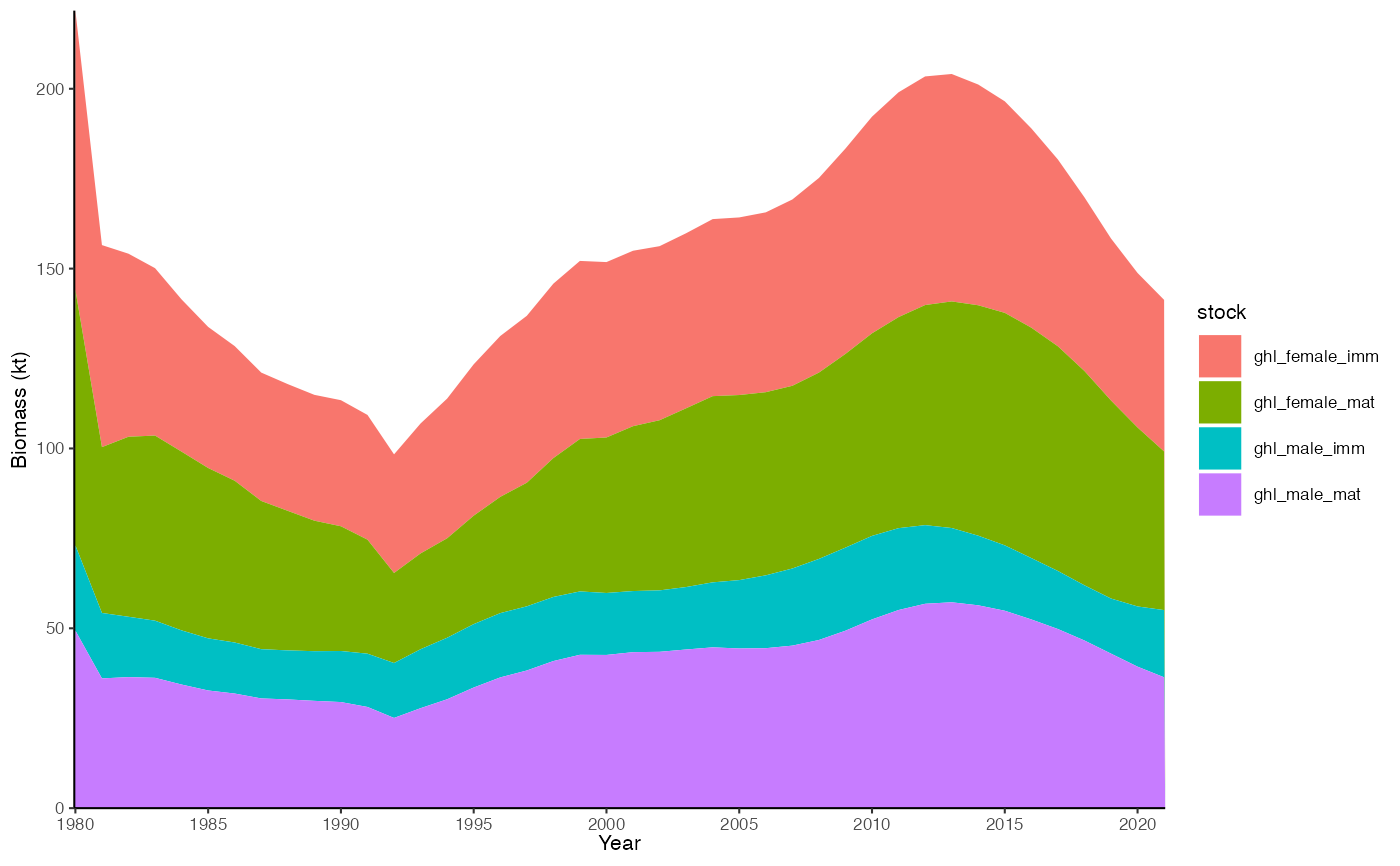 200
150
100
50
0
Biomass (kt)
1980 1985 1990 1995 2000 2005 2010 2015 2020
Year
stock
ghl_female_imm
ghl_female_mat
ghl_male_imm
ghl_male_mat